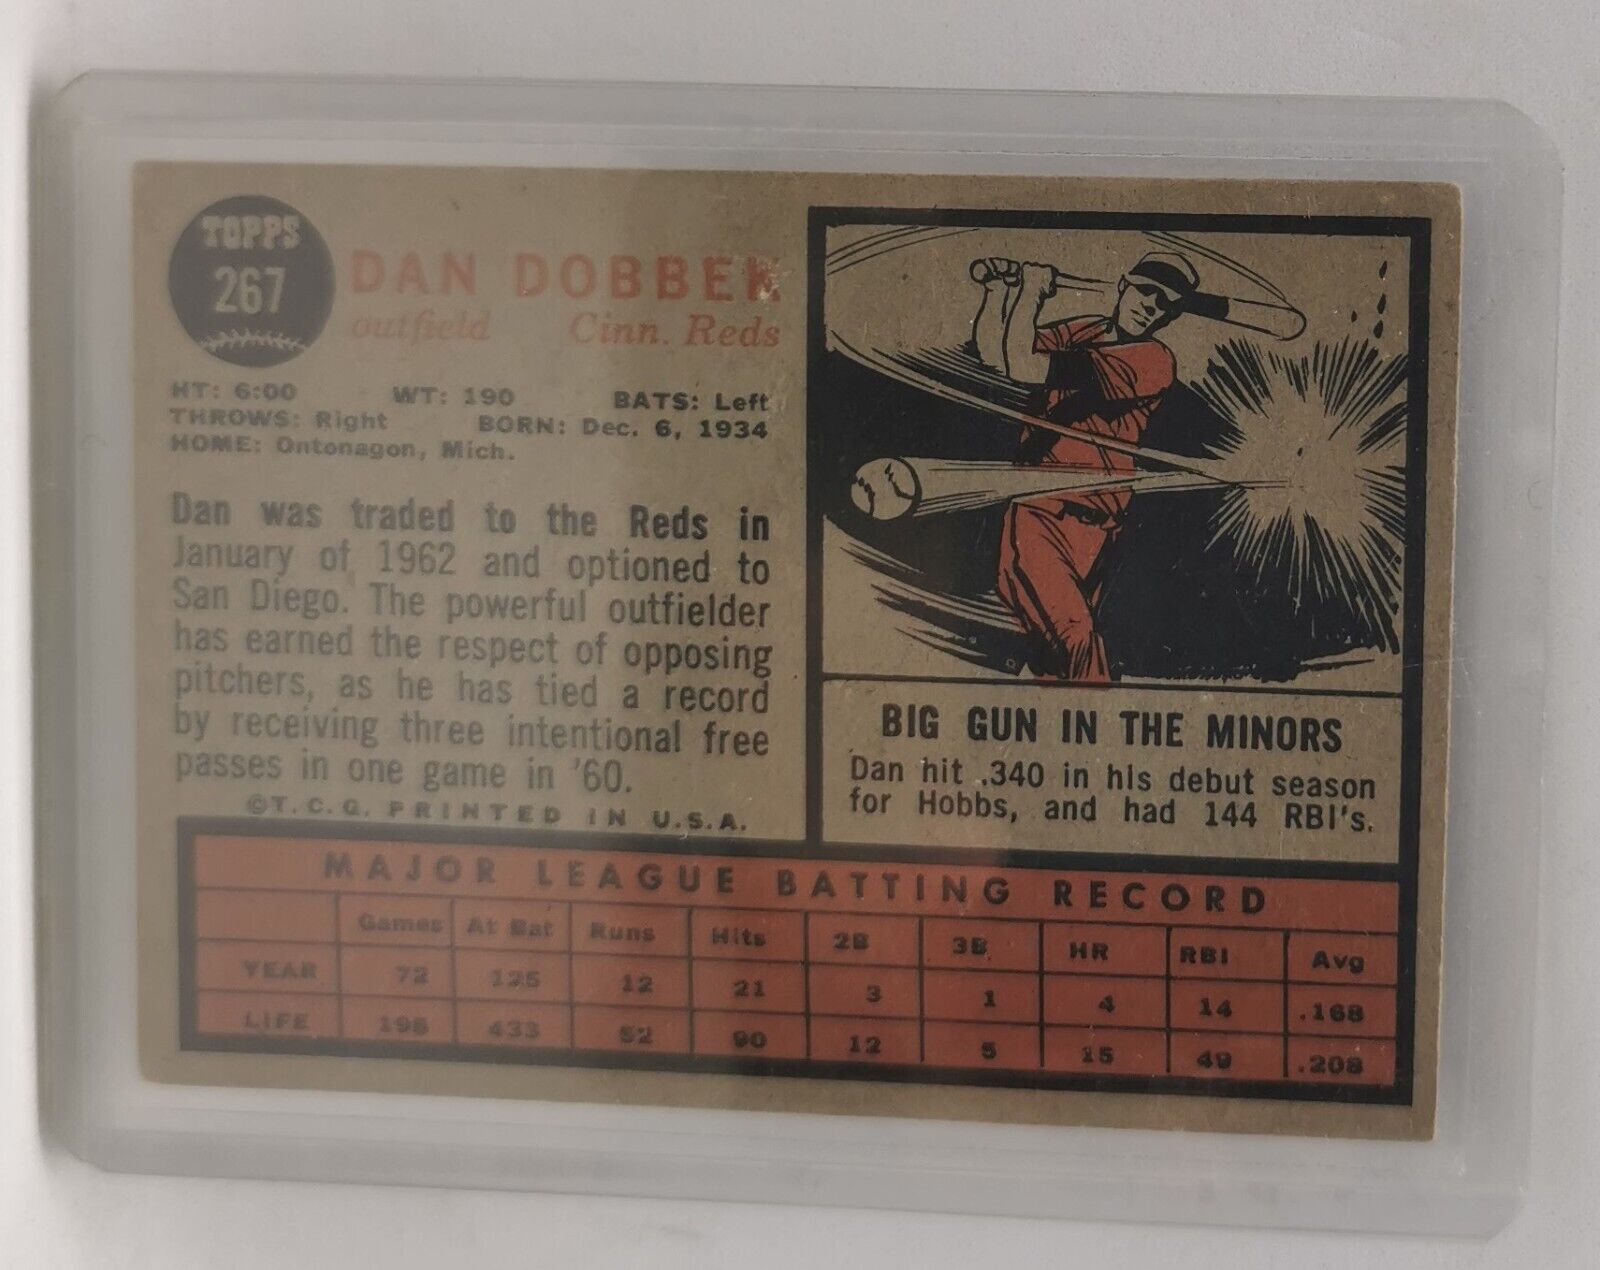 TOPPS
267
DAN DOBBEK
outfield Cinn. Reds
HT: 6:00 WT: 190 BATS: Left
THROWS: Right BORN: Dec. 6, 1934
HOME: Ontonagon, Mich.
Dan was traded to the Reds in
January of 1962 and optioned to
San Diego. The powerful outfielder
has earned the respect of opposing
pitchers, as he has tied a record
by receiving three intentional free
passes in one game in '60.
©T.C.G. PRINTED IN U.S.A.
BIG GUN IN THE MINORS
Dan hit .340 in his debut season
for Hobbs, and had 144 RBI's.
MAJOR LEAGUE BATTING RECORD
Games At Bat Runs Hits 2B 3B HR RBI Avg
YEAR 72 125 12 21 3 1 4 14 .168
LIFE 198 433 52 90 12 5 15 49 .208